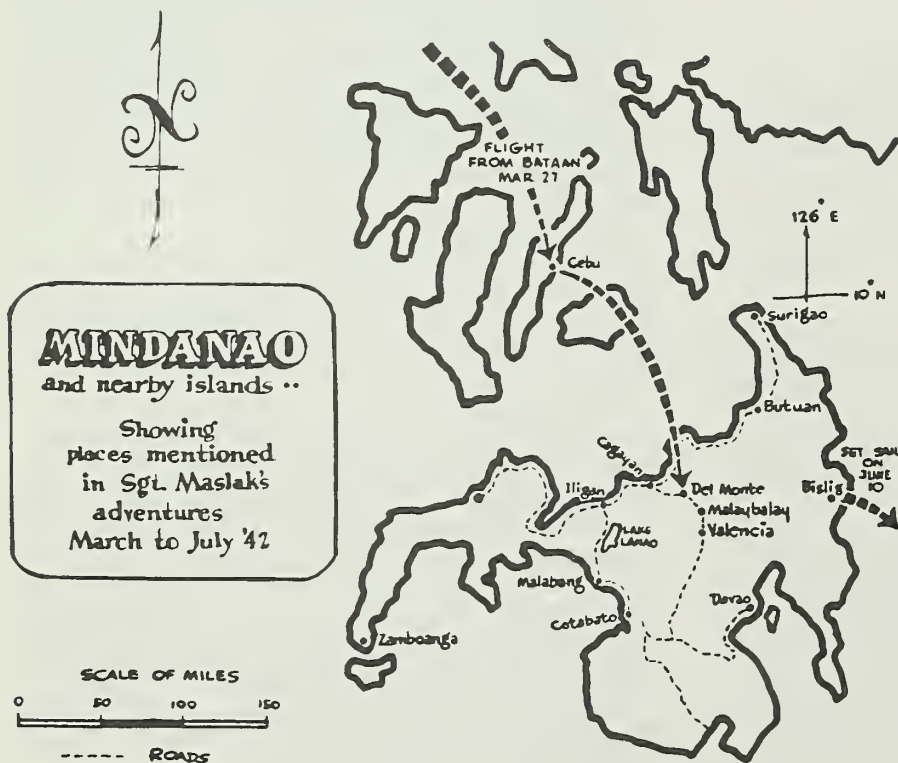 N
MINDANAO
and nearby islands ..
Showing
places mentioned
in Sgt. Maslak's
adventures
March to July '42
SCALE OF MILES
0 50 100 150
ROADS
FLIGHT
FROM BATAAN
MAR 27
Cebu
126° E
10° N
Surigao
Butuan
Cagayan
Iligan
Del Monte
Malaybalay
Valencia
LAKE
LANAO
Bislig
SET SAIL
ON
JUNE
10
Malabang
Cotabato
Davao
Zamboanga